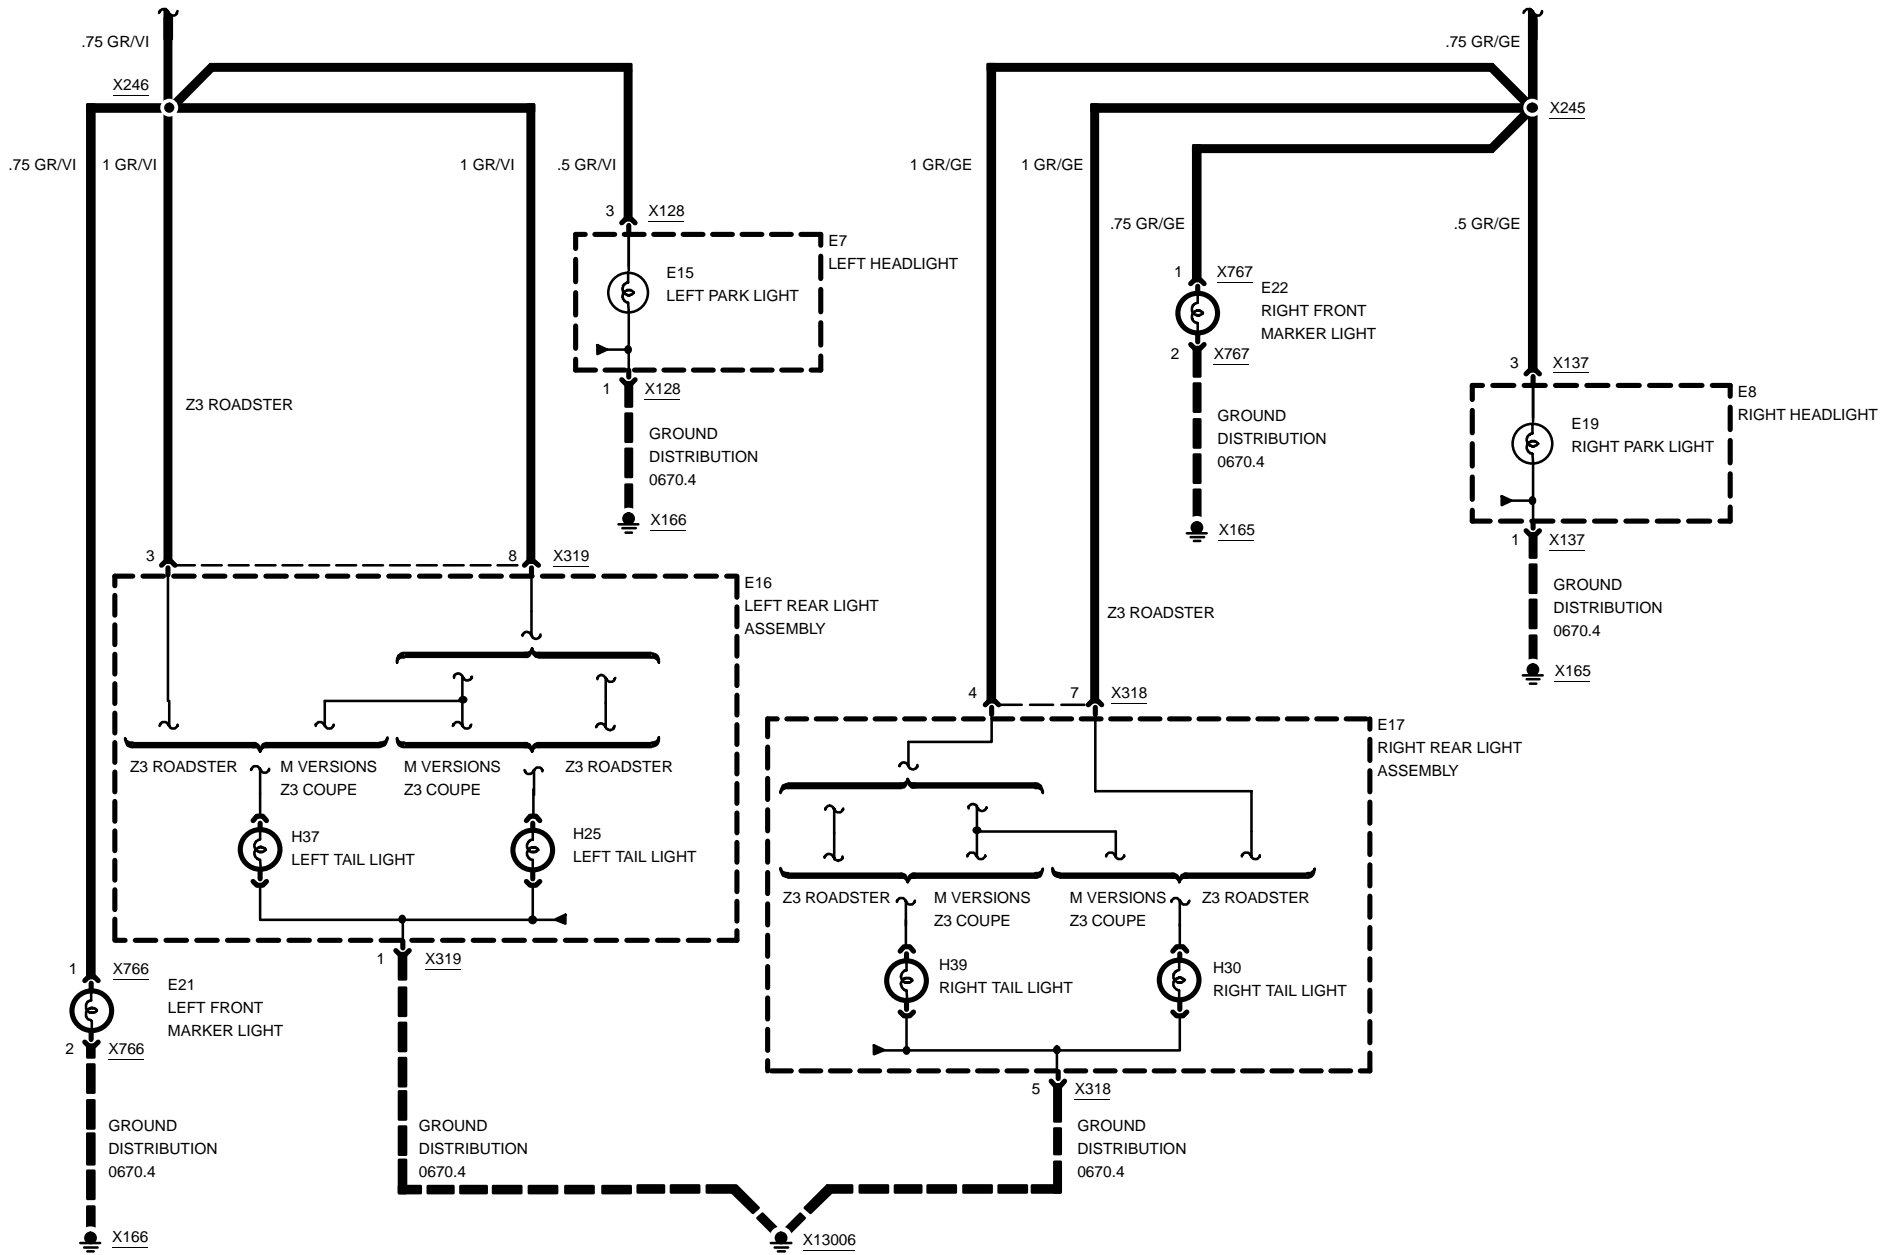 .75 GR/VI
.75 GR/GE
X246
X245
.75 GR/VI
1 GR/VI
1 GR/VI
.5 GR/VI
1 GR/GE
1 GR/GE
3
X128
.75 GR/GE
.5 GR/GE
E7
LEFT HEADLIGHT
E15
LEFT PARK LIGHT
1
X767
E22
RIGHT FRONT
MARKER LIGHT
2
X767
3
X137
1
X128
E8
RIGHT HEADLIGHT
Z3 ROADSTER
GROUND
DISTRIBUTION
0670.4
GROUND
DISTRIBUTION
0670.4
E19
RIGHT PARK LIGHT
X166
X165
1
X137
3
8
X319
E16
LEFT REAR LIGHT
ASSEMBLY
Z3 ROADSTER
GROUND
DISTRIBUTION
0670.4
X165
4
7
X318
E17
RIGHT REAR LIGHT
ASSEMBLY
Z3 ROADSTER
M VERSIONS
Z3 COUPE
M VERSIONS
Z3 COUPE
Z3 ROADSTER
H37
LEFT TAIL LIGHT
H25
LEFT TAIL LIGHT
Z3 ROADSTER
M VERSIONS
Z3 COUPE
M VERSIONS
Z3 COUPE
Z3 ROADSTER
1
X319
1
X766
E21
LEFT FRONT
MARKER LIGHT
2
X766
H39
RIGHT TAIL LIGHT
H30
RIGHT TAIL LIGHT
5
X318
GROUND
DISTRIBUTION
0670.4
GROUND
DISTRIBUTION
0670.4
GROUND
DISTRIBUTION
0670.4
X166
X13006